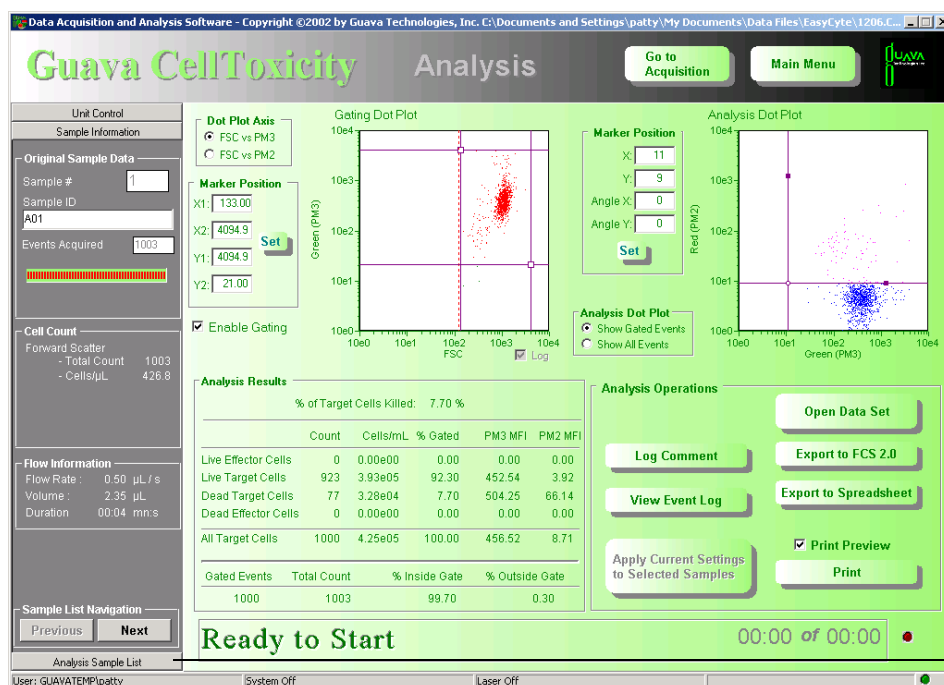 Data Acquisition and Analysis Software - Copyright ©2002 by Guava Technologies, Inc. C:\Documents and Settings\patty\My Documents\Data Files\EasyCyte\1206.C...
Guava CellToxicity
Analysis
Go to
Acquisition
Main Menu
GUAVA
Unit Control
Sample Information
Original Sample Data
Sample # 1
Sample ID
A01
Events Acquired 1003
Cell Count
Forward Scatter
- Total Count 1003
- Cells/µL 426.8
Flow Information
Flow Rate : 0.50 µL / s
Volume : 2.35 µL
Duration 00:04 mn:s
Sample List Navigation
Previous Next
Analysis Sample List
Dot Plot Axis
FSC vs PM3
FSC vs PM2
Marker Position
X1: 133.00
X2: 4094.9
Y1: 4094.9
Y2: 21.00
Set
Enable Gating
Gating Dot Plot
10e4
10e3
10e2
10e1
10e0
Green (PM3)
10e0 10e1 10e2 10e3 10e4
FSC
Log
Marker Position
X: 11
Y: 9
Angle X: 0
Angle Y: 0
Set
Analysis Dot Plot
Show Gated Events
Show All Events
Analysis Dot Plot
10e4
10e3
10e2
10e1
10e0
Red (PM2)
10e0 10e1 10e2 10e3 10e4
Green (PM3)
Analysis Results
% of Target Cells Killed: 7.70 %
Count Cells/mL % Gated PM3 MFI PM2 MFI
Live Effector Cells 0 0.00e00 0.00 0.00 0.00
Live Target Cells 923 3.93e05 92.30 452.54 3.92
Dead Target Cells 77 3.28e04 7.70 504.25 66.14
Dead Effector Cells 0 0.00e00 0.00 0.00 0.00
All Target Cells 1000 4.25e05 100.00 456.52 8.71
Gated Events Total Count % Inside Gate % Outside Gate
1000 1003 99.70 0.30
Analysis Operations
Open Data Set
Log Comment
Export to FCS 2.0
View Event Log
Export to Spreadsheet
Print Preview
Apply Current Settings
to Selected Samples
Print
Ready to Start
00:00 of 00:00
User: GUAVATEMP\patty
System Off
Laser Off